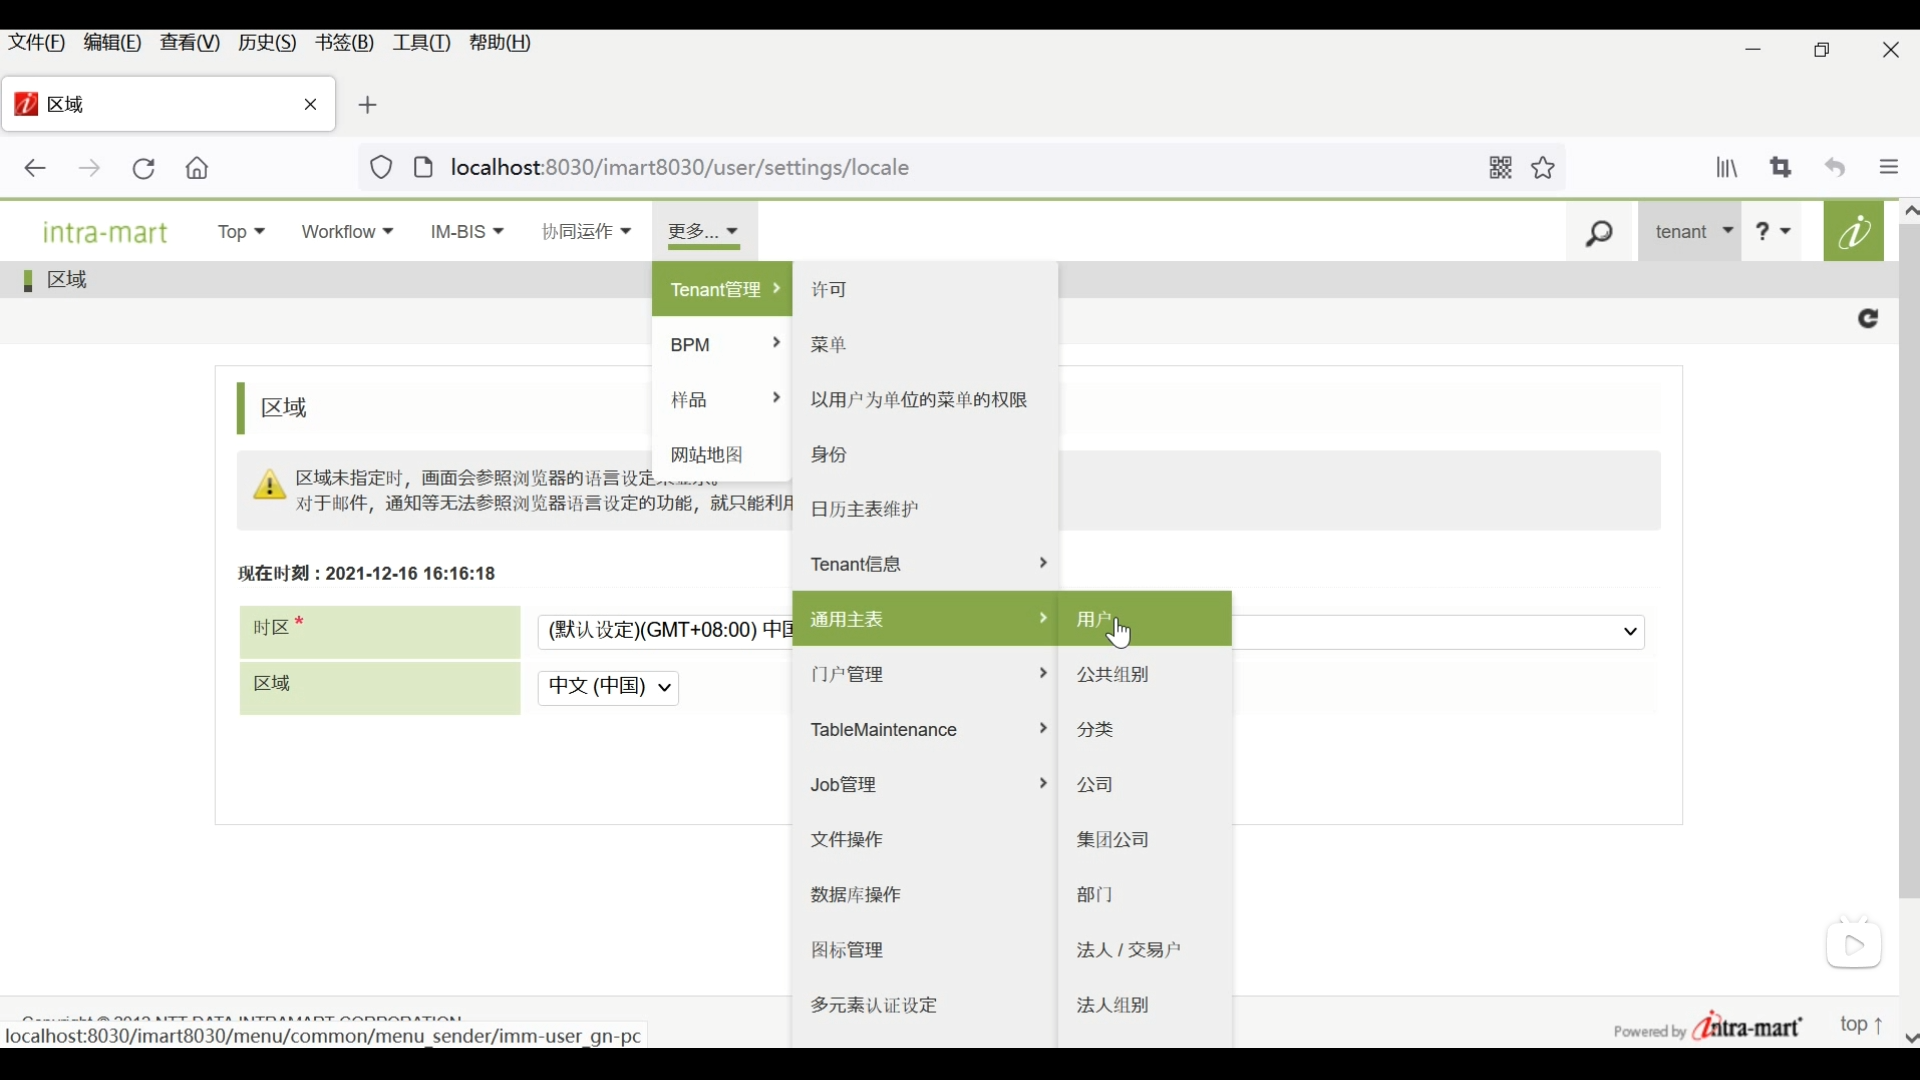 文件(F) 编辑(E) 查看(V) 历史(S) 书签(B) 工具(T) 帮助(H)
区域
localhost:8030/imart8030/user/settings/locale
intra-mart Top Workflow IM-BIS 协同运作 更多... tenant ?
区域
Tenant管理
BPM
样品
网站地图
许可
菜单
以用户为单位的菜单的权限
身份
日历主表维护
Tenant信息
通用主表
门户管理
TableMaintenance
Job管理
文件操作
数据库操作
图标管理
多元素认证设定
用户
公共组别
分类
公司
集团公司
部门
法人 / 交易户
法人组别
区域
区域未指定时，画面会参照浏览器的语言设定
对于邮件，通知等无法参照浏览器语言设定的功能，就只能利用
现在时刻 : 2021-12-16 16:16:18
时区 * (默认设定)(GMT+08:00) 中国
区域 中文 (中国)
localhost:8030/imart8030/menu/common/menu_sender/imm-user_gn-pc
Powered by intra-mart
top ↑